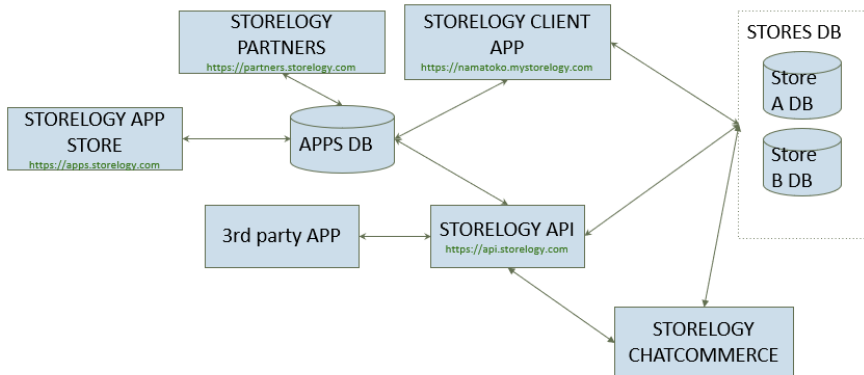 STORELOGY
PARTNERS
https://partners.storelogy.com
STORELOGY CLIENT
APP
https://namatoko.mystorelogy.com
STORES DB
Store
A DB
Store
B DB
STORELOGY APP
STORE
https://apps.storelogy.com
APPS DB
3rd party APP
STORELOGY API
https://api.storelogy.com
STORELOGY
CHATCOMMERCE